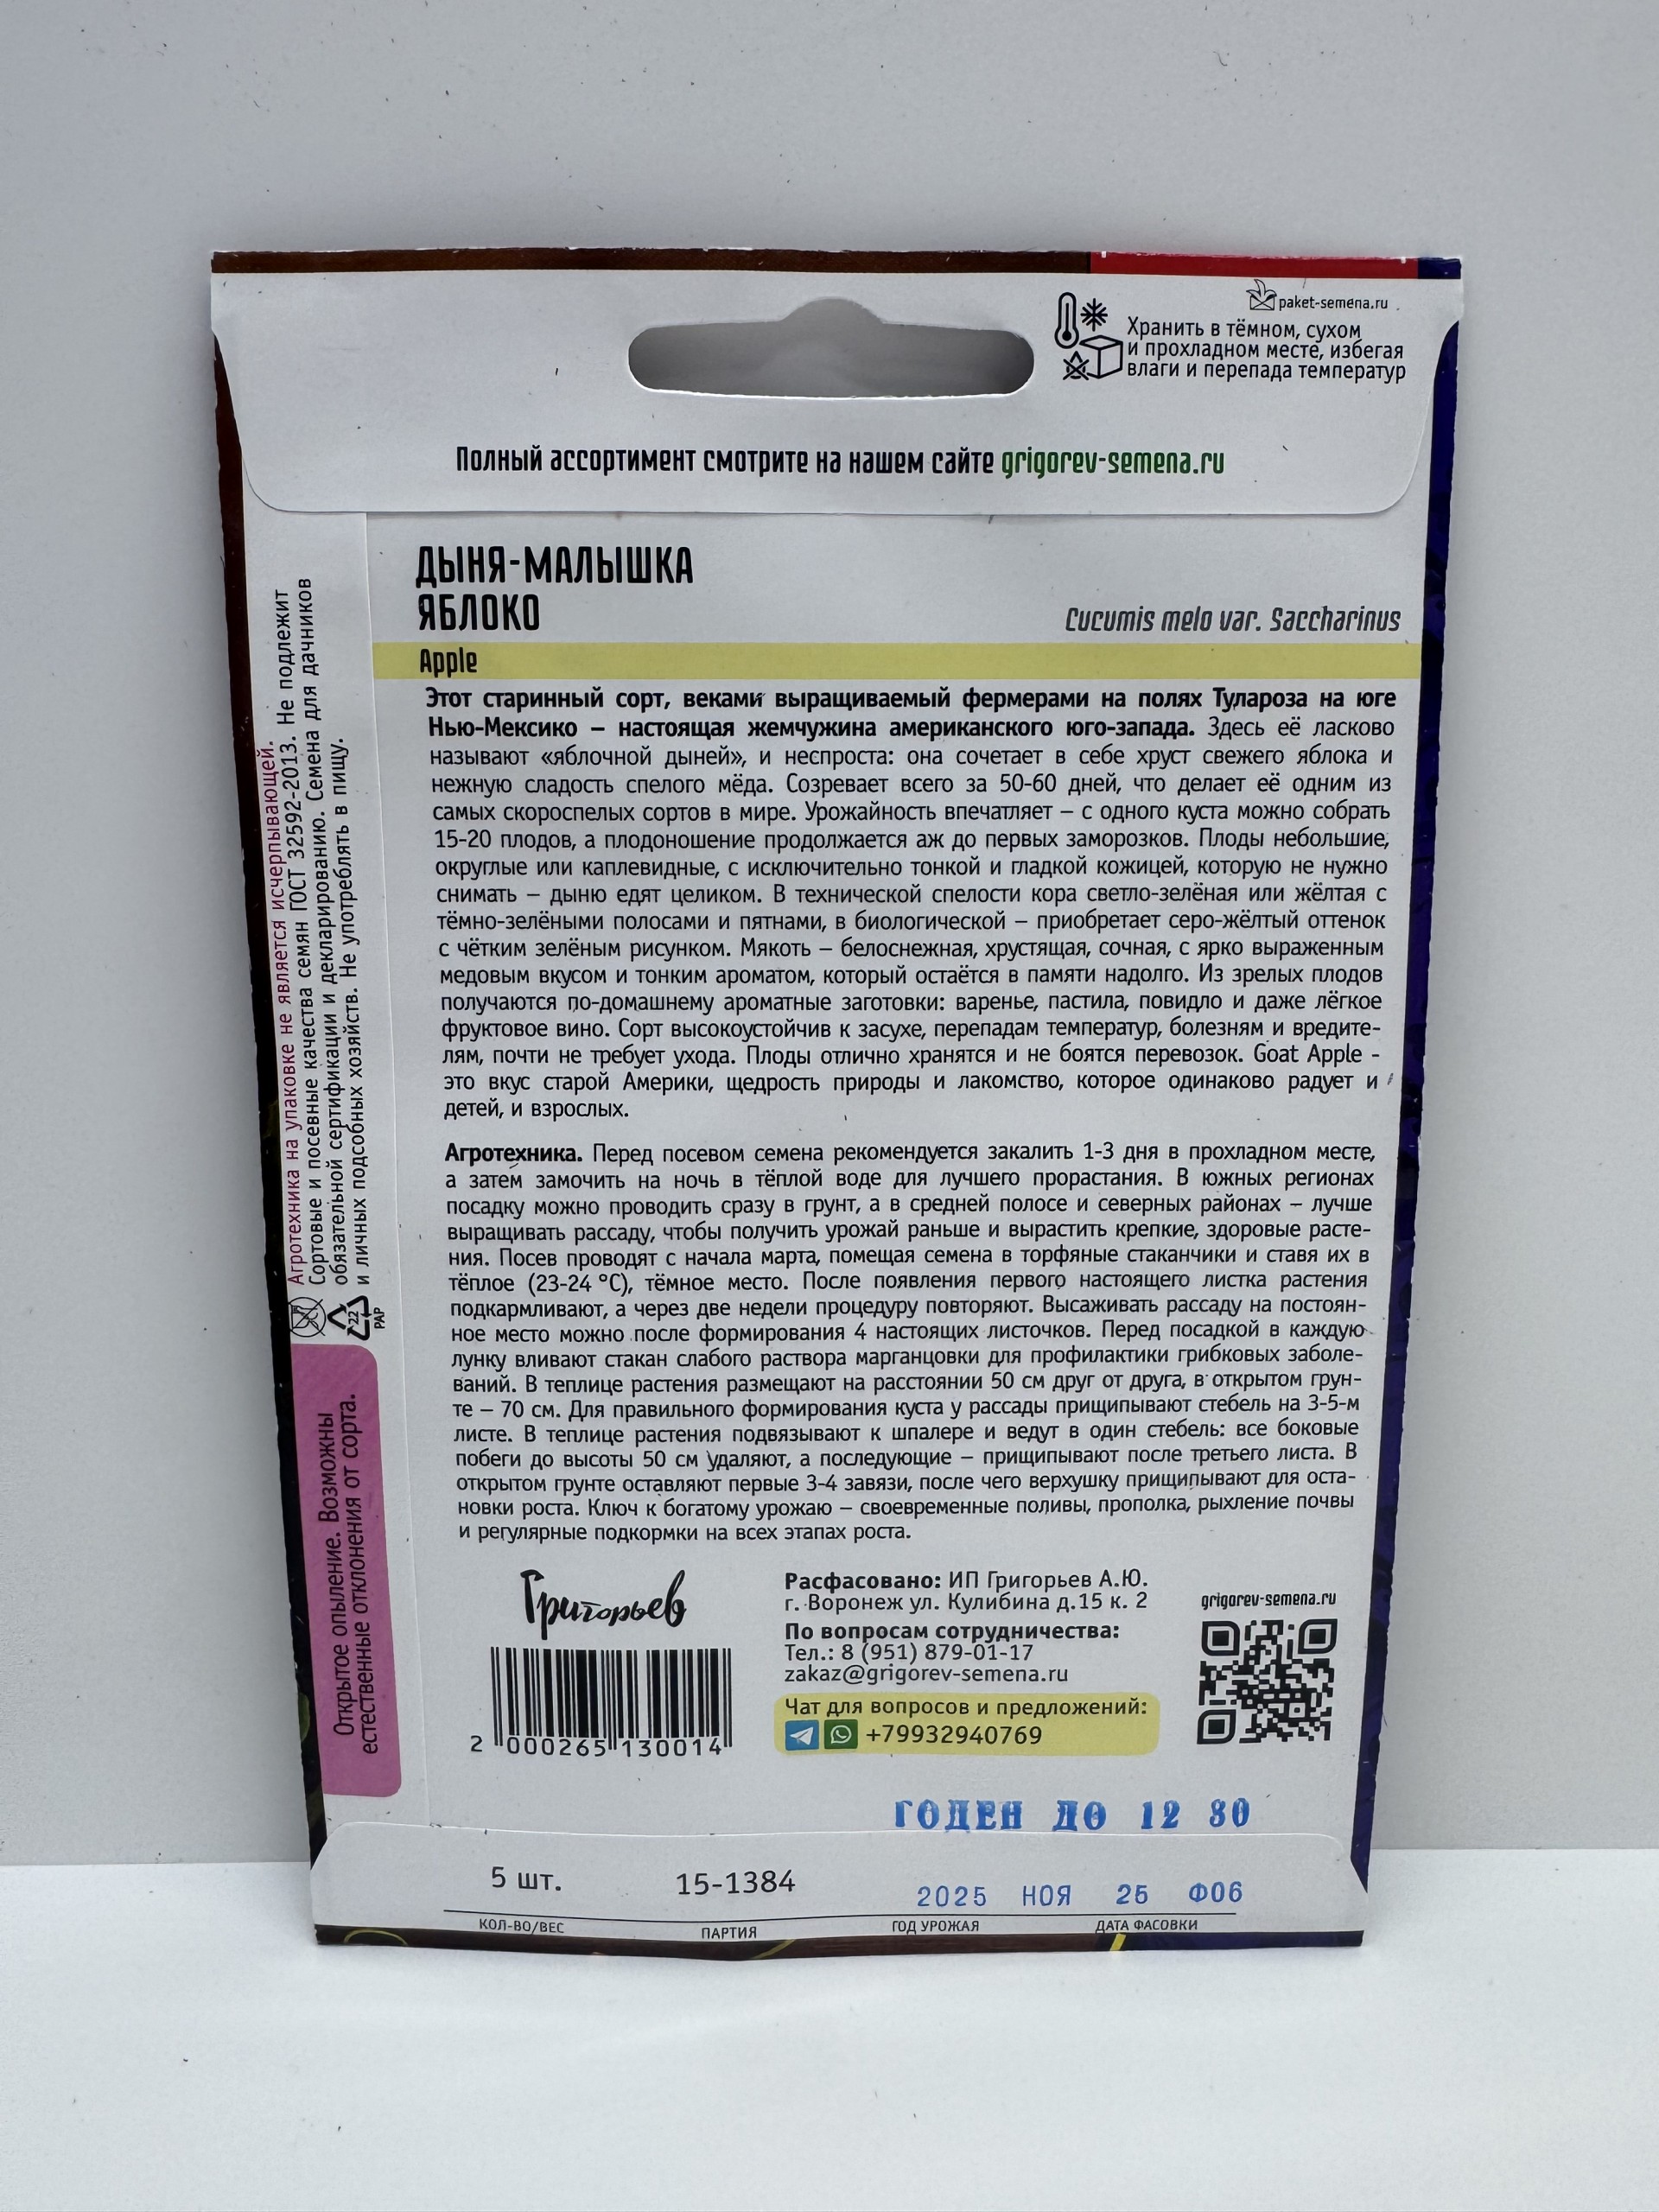 paket-semena.ru
Хранить в тёмном, сухом
и прохладном месте, избегая
влаги и перепада температур
Полный ассортимент смотрите на нашем сайте grigorev-semena.ru
ДЫНЯ-МАЛЫШКА
ЯБЛОКО
Cucumis melo var. Saccharinus
Apple
Этот старинный сорт, веками выращиваемый фермерами на полях Тулароза на юге
Нью-Мексико – настоящая жемчужина американского юго-запада. Здесь её ласково
называют «яблочной дыней», и неспроста: она сочетает в себе хруст свежего яблока и
нежную сладость спелого мёда. Созревает всего за 50-60 дней, что делает её одним из
самых скороспелых сортов в мире. Урожайность впечатляет – с одного куста можно собрать
15-20 плодов, а плодоношение продолжается аж до первых заморозков. Плоды небольшие,
округлые или каплевидные, с исключительно тонкой и гладкой кожицей, которую не нужно
снимать – дыню едят целиком. В технической спелости кора светло-зелёная или жёлтая с
тёмно-зелёными полосами и пятнами, в биологической – приобретает серо-жёлтый оттенок
с чётким зелёным рисунком. Мякоть – белоснежная, хрустящая, сочная, с ярко выраженным
медовым вкусом и тонким ароматом, который остаётся в памяти надолго. Из зрелых плодов
получаются по-домашнему ароматные заготовки: варенье, пастила, повидло и даже лёгкое
фруктовое вино. Сорт высокоустойчив к засухе, перепадам температур, болезням и вредите-
лям, почти не требует ухода. Плоды отлично хранятся и не боятся перевозок. Goat Apple -
это вкус старой Америки, щедрость природы и лакомство, которое одинаково радует и
детей, и взрослых.
Агротехника. Перед посевом семена рекомендуется закалить 1-3 дня в прохладном месте,
а затем замочить на ночь в тёплой воде для лучшего прорастания. В южных регионах
посадку можно проводить сразу в грунт, а в средней полосе и северных районах – лучше
выращивать рассаду, чтобы получить урожай раньше и вырастить крепкие, здоровые расте-
ния. Посев проводят с начала марта, помещая семена в торфяные стаканчики и ставя их в
тёплое (23-24 °C), тёмное место. После появления первого настоящего листка растения
подкармливают, а через две недели процедуру повторяют. Высаживать рассаду на постоян-
ное место можно после формирования 4 настоящих листочков. Перед посадкой в каждую
лунку вливают стакан слабого раствора марганцовки для профилактики грибковых заболе-
ваний. В теплице растения размещают на расстоянии 50 см друг от друга, в открытом грун-
те – 70 см. Для правильного формирования куста у рассады прищипывают стебель на 3-5-м
листе. В теплице растения подвязывают к шпалере и ведут в один стебель: все боковые
побеги до высоты 50 см удаляют, а последующие – прищипывают после третьего листа. В
открытом грунте оставляют первые 3-4 завязи, после чего верхушку прищипывают для оста-
новки роста. Ключ к богатому урожаю – своевременные поливы, прополка, рыхление почвы
и регулярные подкормки на всех этапах роста.
Агротехника на упаковке не является исчерпывающей.
Сортовые и посевные качества семян ГОСТ 32592-2013. Не подлежит
обязательной сертификации и декларированию. Семена для дачников
и личных подсобных хозяйств. Не употреблять в пищу.
22
PAP
Открытое опыление. Возможны
естественные отклонения от сорта.
Григорьев
2 000265 130014
Расфасовано: ИП Григорьев А.Ю.
г. Воронеж ул. Кулибина д.15 к. 2
По вопросам сотрудничества:
Тел.: 8 (951) 879-01-17
zakaz@grigorev-semena.ru
Чат для вопросов и предложений:
+79932940769
grigorev-semena.ru
ГОДЕН ДО 12 30
5 шт. 15-1384 2025 НОЯ 25 Ф06
КОЛ-ВО/ВЕС ПАРТИЯ ГОД УРОЖАЯ ДАТА ФАСОВКИ